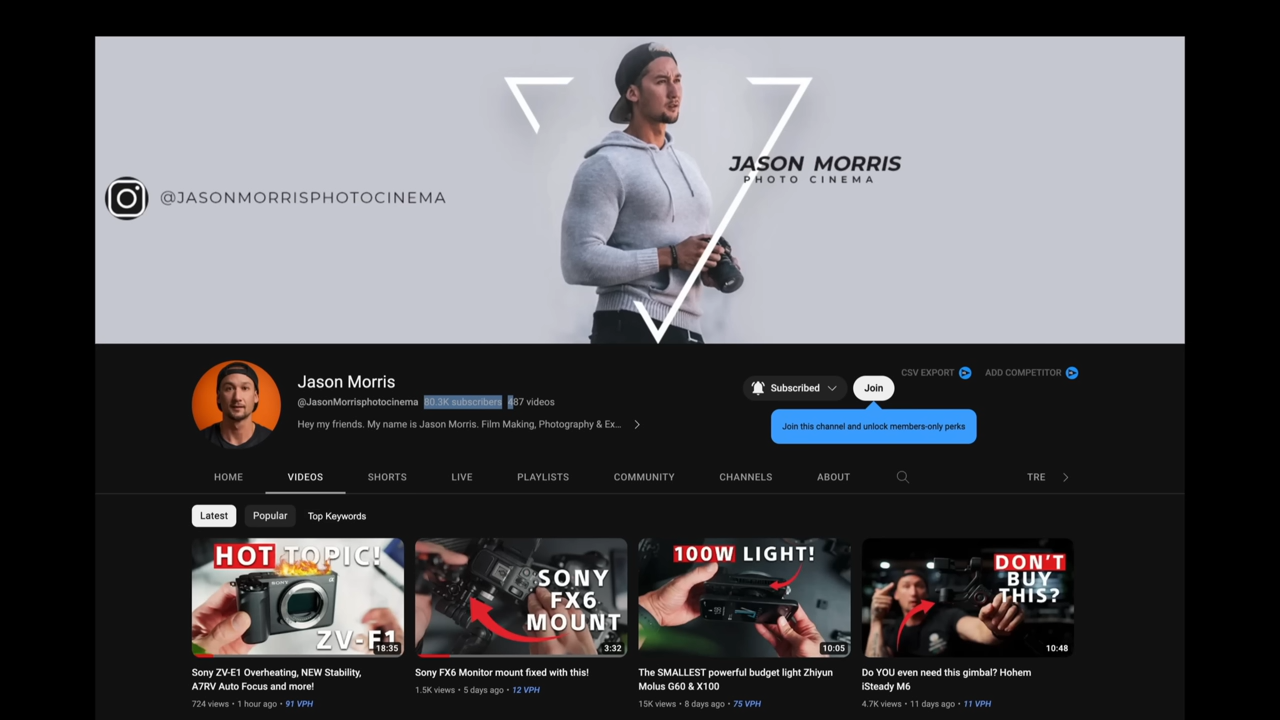 @JASONMORRISPHOTOCINEMA
JASON MORRIS
PHOTO CINEMA
Jason Morris
@JasonMorrisphotocinema 80.3K subscribers 487 videos
Hey my friends. My name is Jason Morris. Film Making, Photography & Ex...
Subscribed
Join
CSV EXPORT
ADD COMPETITOR
Join this channel and unlock members-only perks
HOME VIDEOS SHORTS LIVE PLAYLISTS COMMUNITY CHANNELS ABOUT TRE
Latest Popular Top Keywords
HOT TOPIC!
SONY
ZV-E1
18:35
Sony ZV-E1 Overheating, NEW Stability,
A7RV Auto Focus and more!
724 views • 1 hour ago • 91 VPH
SONY
FX6
MOUNT
3:32
Sony FX6 Monitor mount fixed with this!
1.5K views • 5 days ago • 12 VPH
100W LIGHT!
10:05
The SMALLEST powerful budget light Zhiyun
Molus G60 & X100
15K views • 8 days ago • 75 VPH
DON'T
BUY
THIS?
10:48
Do YOU even need this gimbal? Hohem
iSteady M6
4.7K views • 11 days ago • 11 VPH